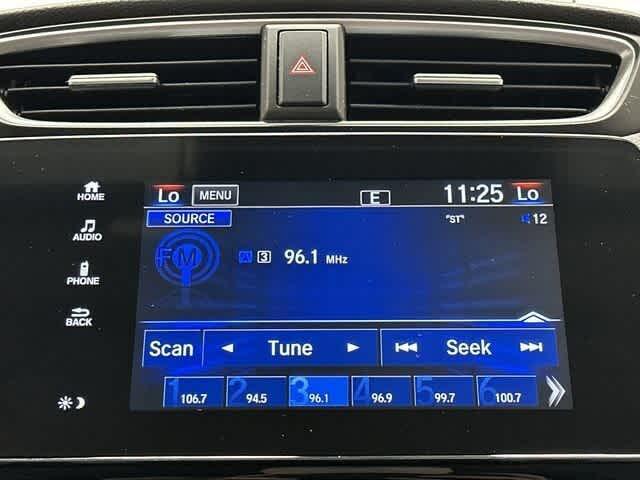 HOME
AUDIO
PHONE
BACK
Lo MENU E 11:25 Lo
SOURCE "ST" 12
FM A 3 96.1 MHz
Scan Tune Seek
1 106.7 2 94.5 3 96.1 4 96.9 5 99.7 6 100.7